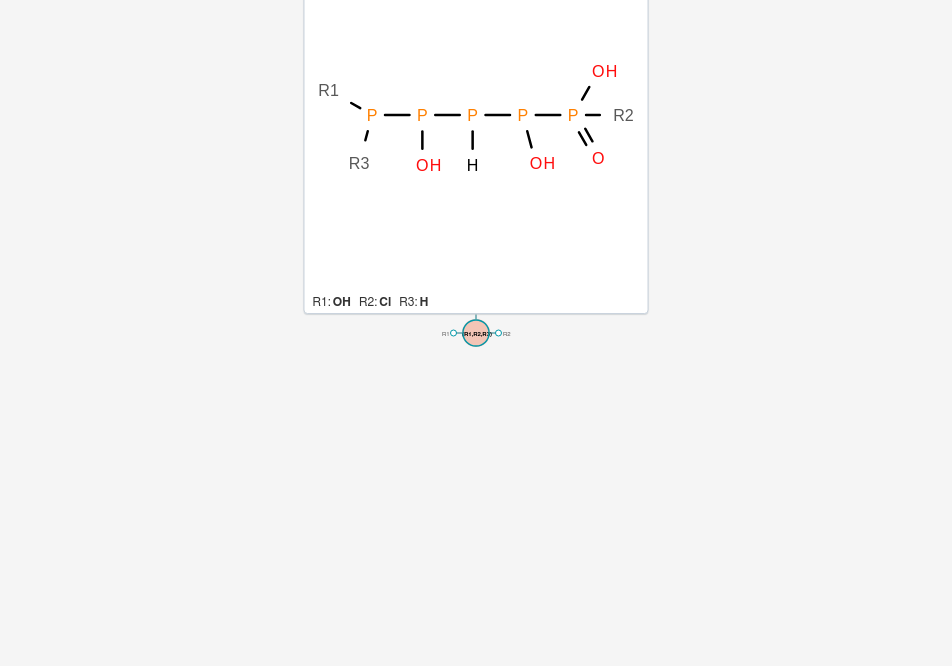 OH
R1
P P P P P R2
O
R3 OH H OH
R1: OH R2: Cl R3: H
R1 R1,R2,R3 R2